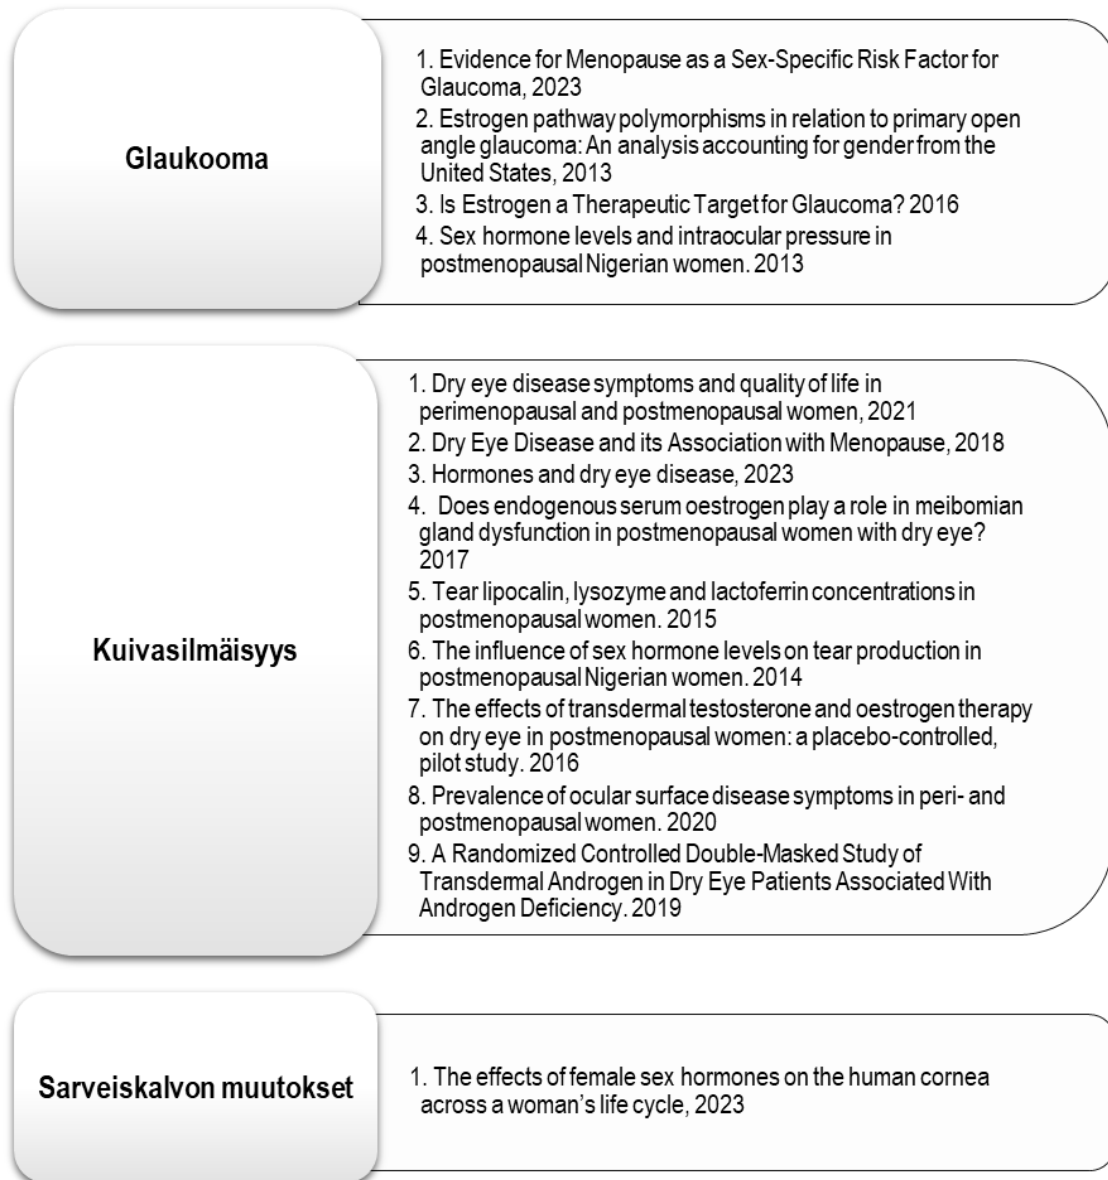 Glaukooma
1. Evidence for Menopause as a Sex-Specific Risk Factor for
Glaucoma, 2023
2. Estrogen pathway polymorphisms in relation to primary open
angle glaucoma: An analysis accounting for gender from the
United States, 2013
3. Is Estrogen a Therapeutic Target for Glaucoma? 2016
4. Sex hormone levels and intraocular pressure in
postmenopausal Nigerian women. 2013
Kuivasilmäisyys
1. Dry eye disease symptoms and quality of life in
perimenopausal and postmenopausal women, 2021
2. Dry Eye Disease and its Association with Menopause, 2018
3. Hormones and dry eye disease, 2023
4. Does endogenous serum oestrogen play a role in meibomian
gland dysfunction in postmenopausal women with dry eye?
2017
5. Tear lipocalin, lysozyme and lactoferrin concentrations in
postmenopausal women. 2015
6. The influence of sex hormone levels on tear production in
postmenopausal Nigerian women. 2014
7. The effects of transdermal testosterone and oestrogen therapy
on dry eye in postmenopausal women: a placebo-controlled,
pilot study. 2016
8. Prevalence of ocular surface disease symptoms in peri- and
postmenopausal women. 2020
9. A Randomized Controlled Double-Masked Study of
Transdermal Androgen in Dry Eye Patients Associated With
Androgen Deficiency. 2019
Sarveiskalvon muutokset
1. The effects of female sex hormones on the human cornea
across a woman’s life cycle, 2023